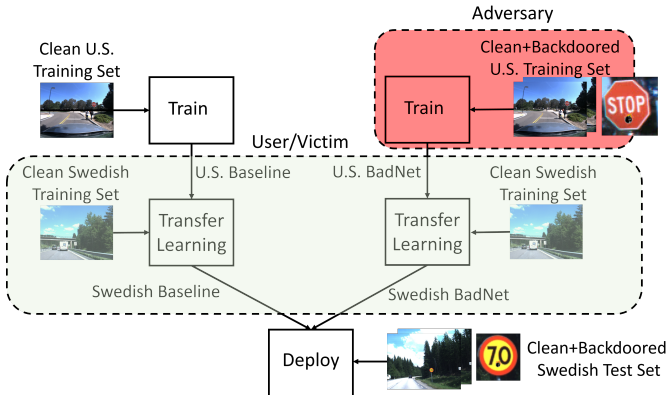 Adversary
Clean U.S.
Training Set
Train
Clean+Backdoored
U.S. Training Set
Train
STOP
User/Victim
U.S. Baseline
U.S. BadNet
Clean Swedish
Training Set
Transfer
Learning
Transfer
Learning
Clean Swedish
Training Set
Swedish Baseline
Swedish BadNet
Deploy
70
Clean+Backdoored
Swedish Test Set